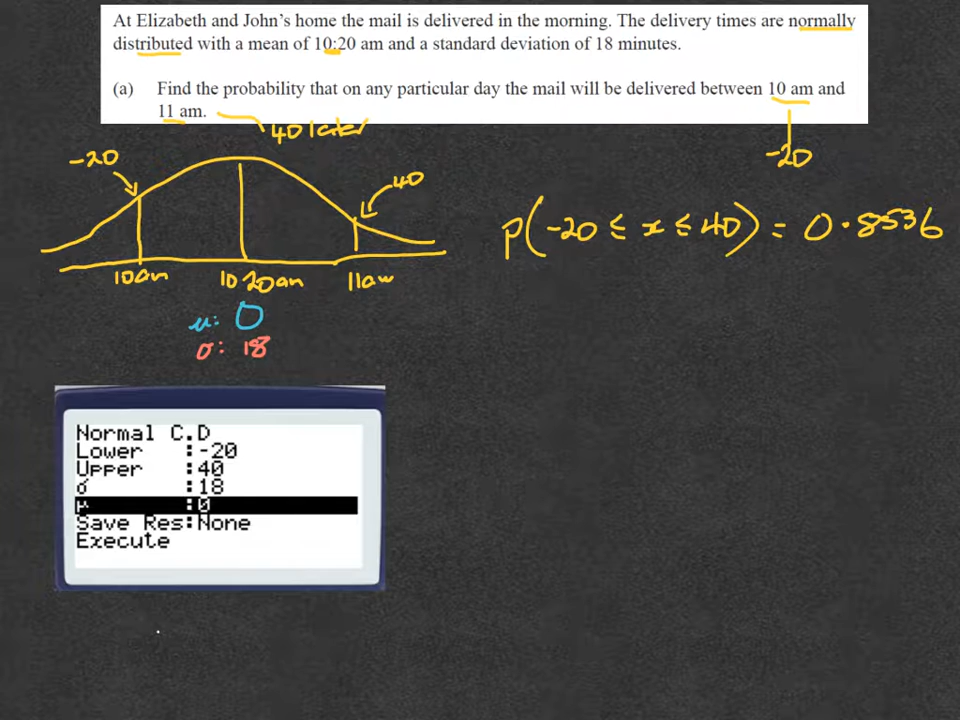 At Elizabeth and John's home the mail is delivered in the morning. The delivery times are normally
distributed with a mean of 10:20 am and a standard deviation of 18 minutes.
(a) Find the probability that on any particular day the mail will be delivered between 10 am and
11 am.
40 later
-20
-20
40
P(-20 ≤ x ≤ 40) = 0.8536
10am
10 20am
11am
μ: 0
σ: 18
Normal C.D
Lower :-20
Upper :40
σ :18
μ :0
Save Res:None
Execute